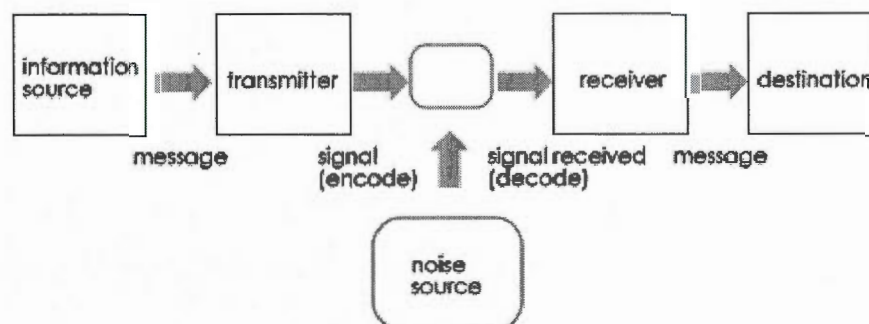 information
source
transmitter
receiver
destination
message
signal
(encode)
signal received
(decode)
message
noise
source